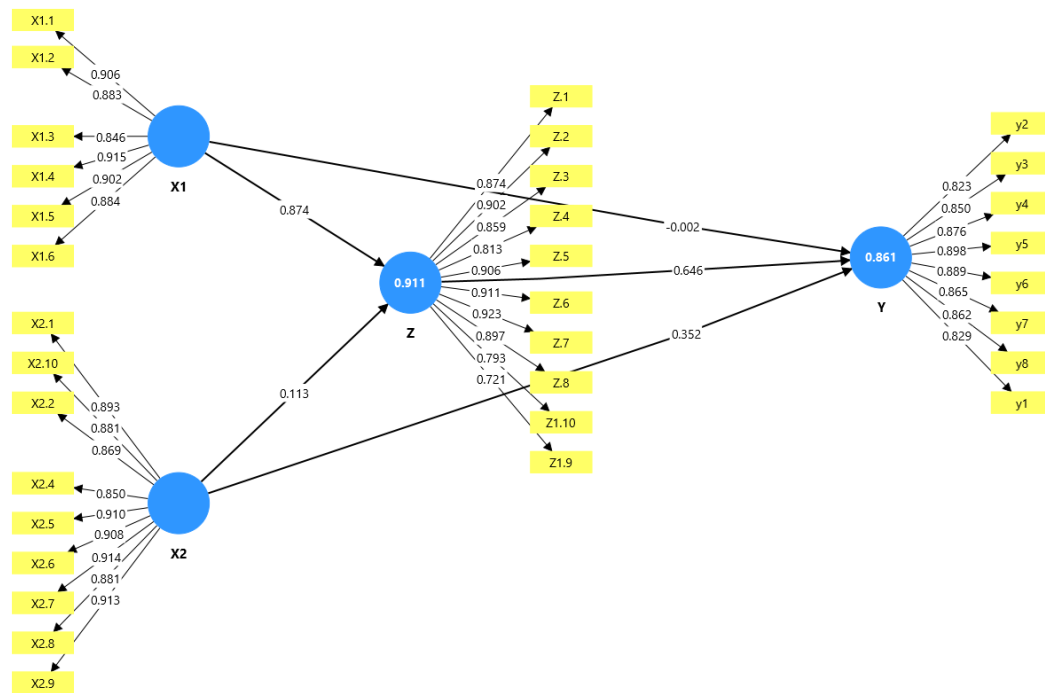 X1.1
X1.2
X1.3
X1.4
X1.5
X1.6
0.906
0.883
0.846
0.915
0.902
0.884
X1
X2.1
X2.10
X2.2
X2.4
X2.5
X2.6
X2.7
X2.8
X2.9
0.893
0.881
0.869
0.850
0.910
0.908
0.914
0.881
0.913
X2
0.874
0.113
0.911
Z
0.874
0.902
0.859
0.813
0.906
0.911
0.923
0.897
0.793
0.721
Z.1
Z.2
Z.3
Z.4
Z.5
Z.6
Z.7
Z.8
Z1.10
Z1.9
-0.002
0.646
0.352
0.861
Y
0.823
0.850
0.876
0.898
0.889
0.865
0.862
0.829
y2
y3
y4
y5
y6
y7
y8
y1